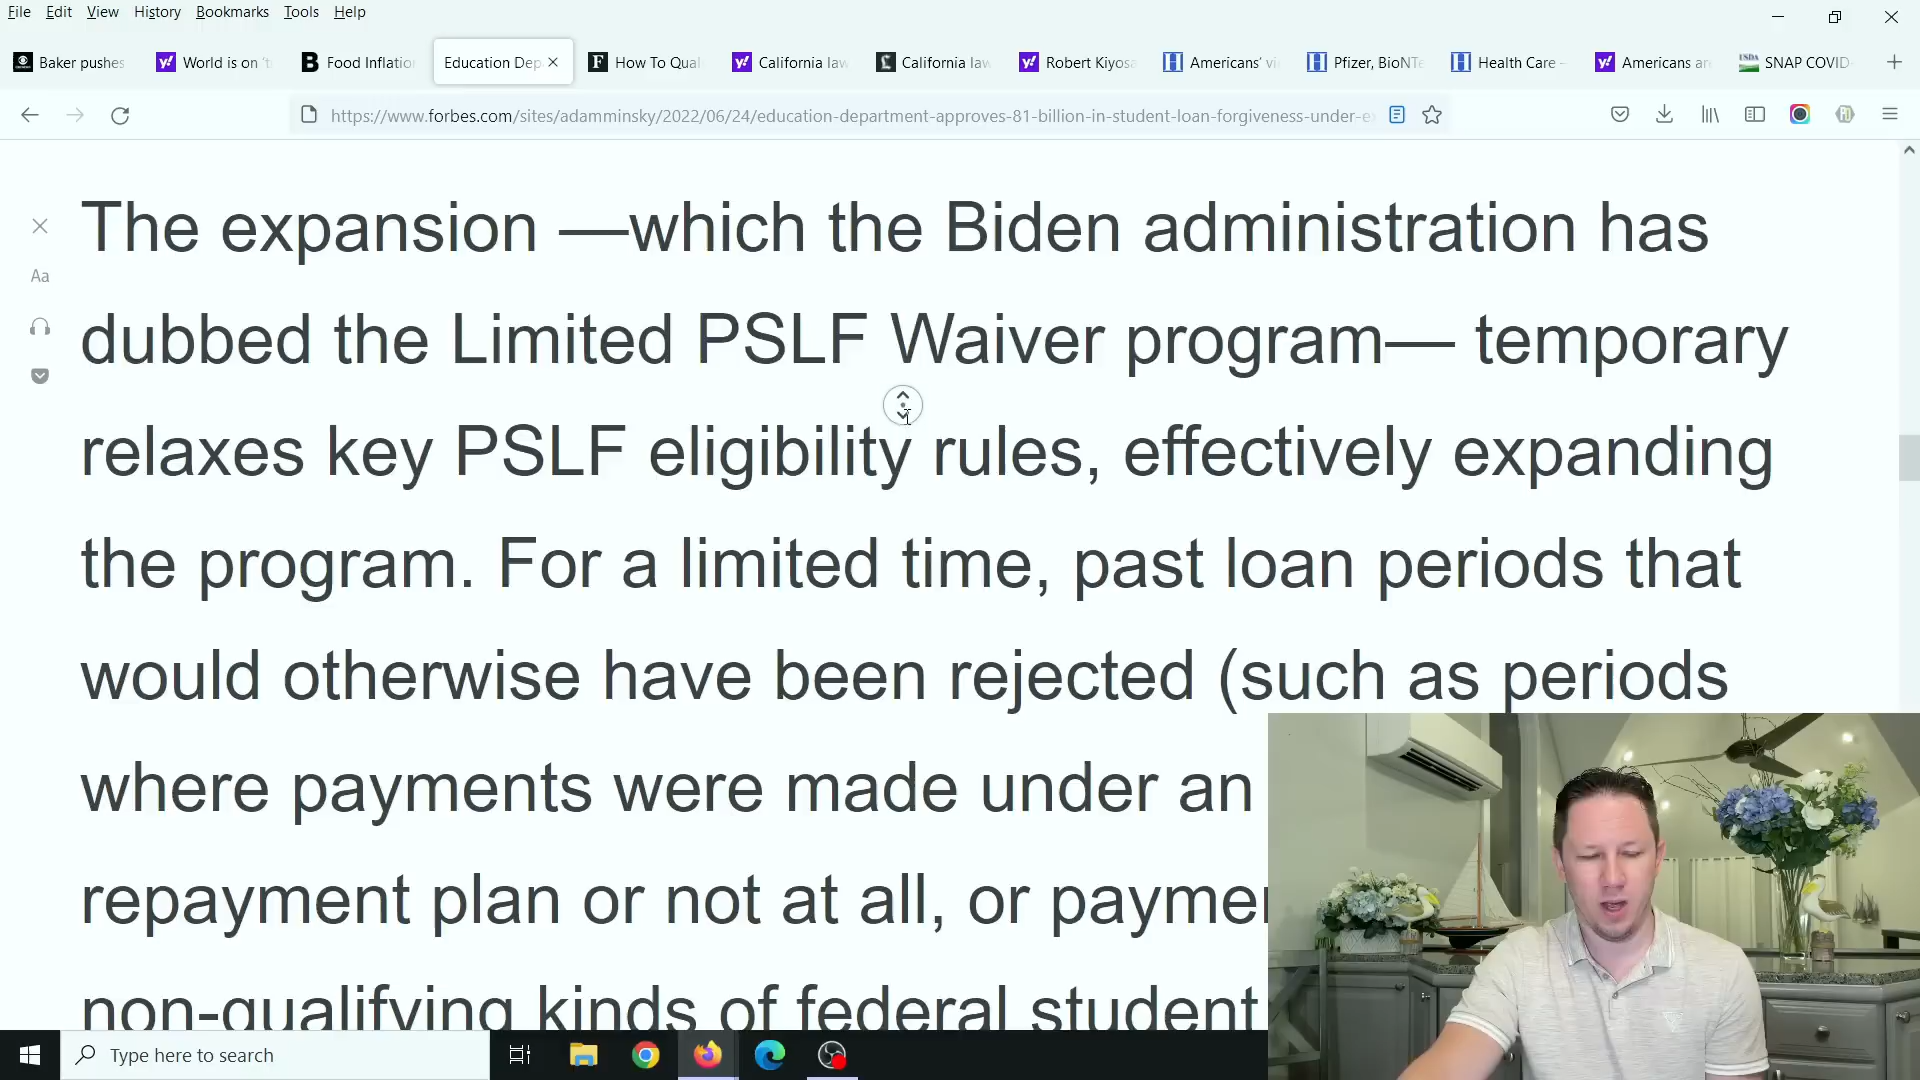 File Edit View History Bookmarks Tools Help
Baker pushes
World is on 't
Food Inflation
Education Dep
How To Qual
California law
California law
Robert Kiyosa
Americans' vi
Pfizer, BioNTe
Health Care –
Americans ar
SNAP COVID-
https://www.forbes.com/sites/adamminsky/2022/06/24/education-department-approves-81-billion-in-student-loan-forgiveness-under-e
The expansion —which the Biden administration has
Aa
dubbed the Limited PSLF Waiver program— temporary
relaxes key PSLF eligibility rules, effectively expanding
the program. For a limited time, past loan periods that
would otherwise have been rejected (such as periods
where payments were made under an
repayment plan or not at all, or paymen
non-qualifying kinds of federal student
Type here to search